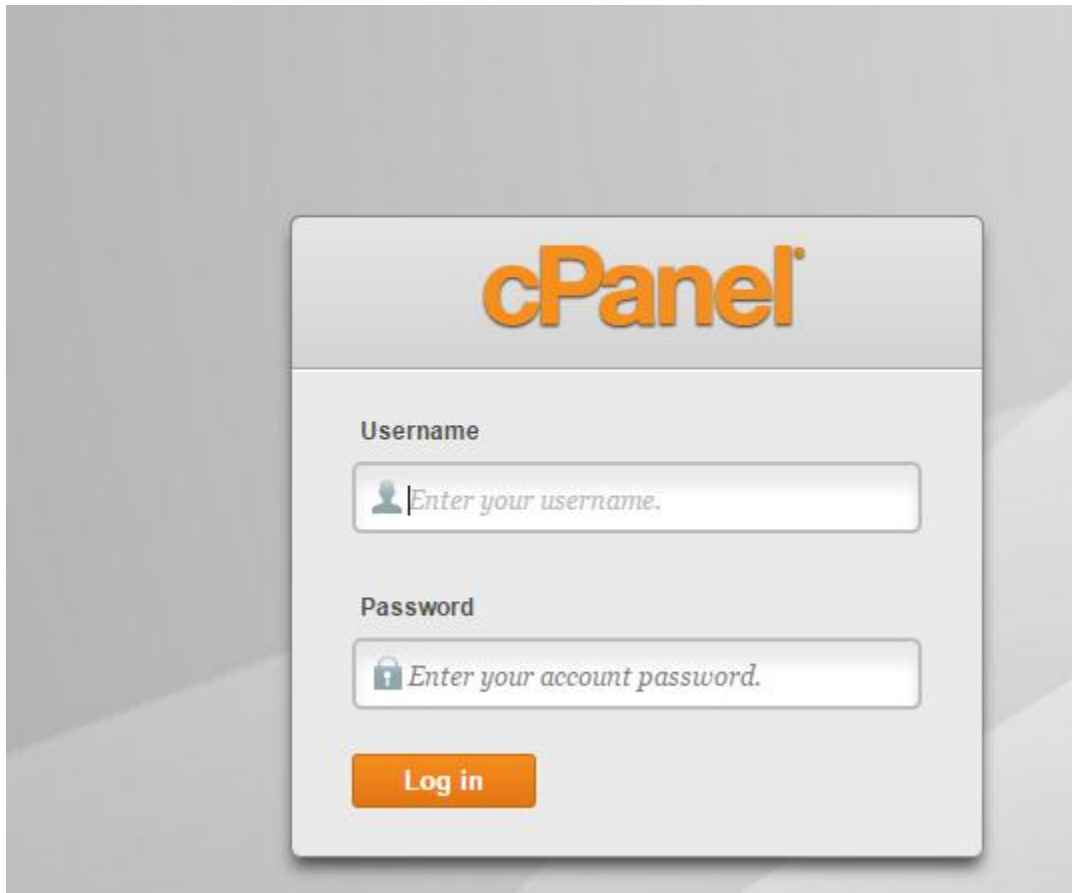 cPanel
Username
Enter your username.
Password
Enter your account password.
Log in